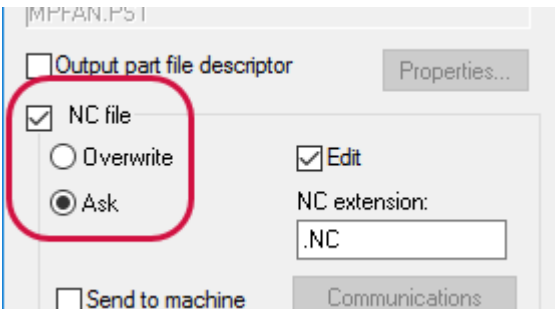 MPFAN.PST
Output part file descriptor
Properties...
NC file
Overwrite
Edit
Ask
NC extension:
.NC
Send to machine
Communications